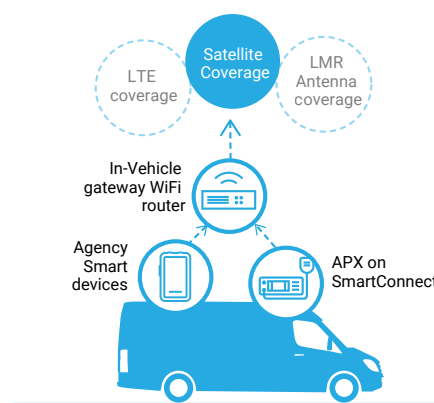 Satellite
Coverage
LTE
coverage
LMR
Antenna
coverage
In-Vehicle
gateway WiFi
router
Agency
Smart
devices
APX on
SmartConnect